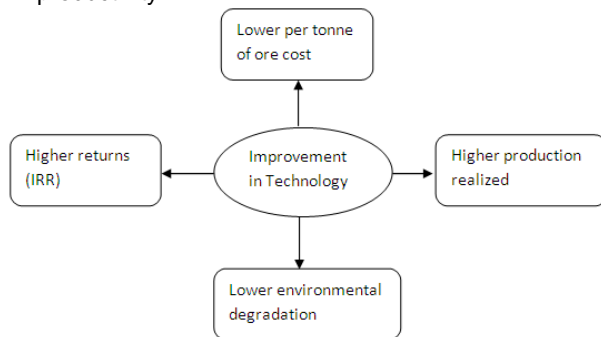 Lower per tonne
of ore cost
Higher returns
(IRR)
Improvement
in Technology
Higher production
realized
Lower environmental
degradation